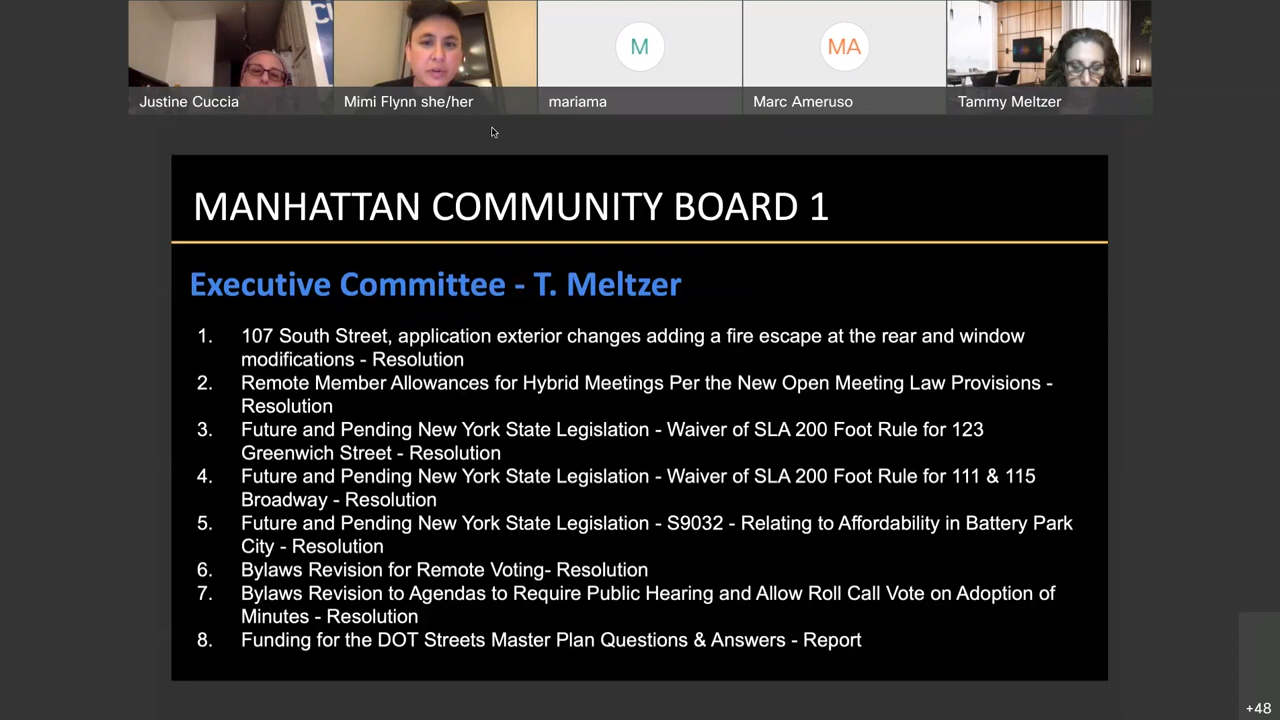 M
MA
Justine Cuccia
Mimi Flynn she/her
mariama
Marc Ameruso
Tammy Meltzer
MANHATTAN COMMUNITY BOARD 1
Executive Committee - T. Meltzer
1. 107 South Street, application exterior changes adding a fire escape at the rear and window
modifications - Resolution
2. Remote Member Allowances for Hybrid Meetings Per the New Open Meeting Law Provisions -
Resolution
3. Future and Pending New York State Legislation - Waiver of SLA 200 Foot Rule for 123
Greenwich Street - Resolution
4. Future and Pending New York State Legislation - Waiver of SLA 200 Foot Rule for 111 & 115
Broadway - Resolution
5. Future and Pending New York State Legislation - S9032 - Relating to Affordability in Battery Park
City - Resolution
6. Bylaws Revision for Remote Voting- Resolution
7. Bylaws Revision to Agendas to Require Public Hearing and Allow Roll Call Vote on Adoption of
Minutes - Resolution
8. Funding for the DOT Streets Master Plan Questions & Answers - Report
+48